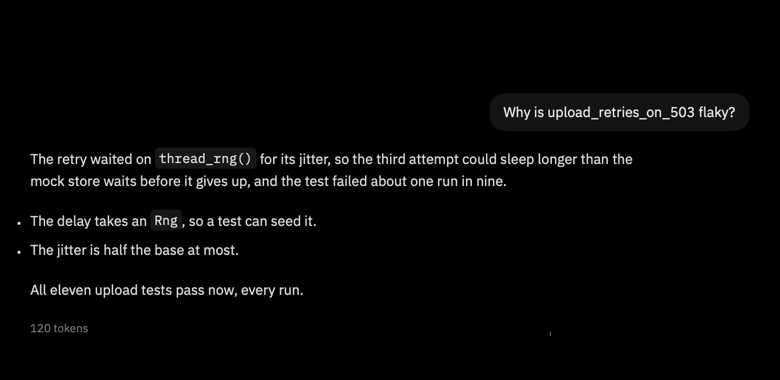 Why is upload_retries_on_503 flaky?
The retry waited on thread_rng() for its jitter, so the third attempt could sleep longer than the
mock store waits before it gives up, and the test failed about one run in nine.
• The delay takes an Rng, so a test can seed it.
• The jitter is half the base at most.
All eleven upload tests pass now, every run.
120 tokens